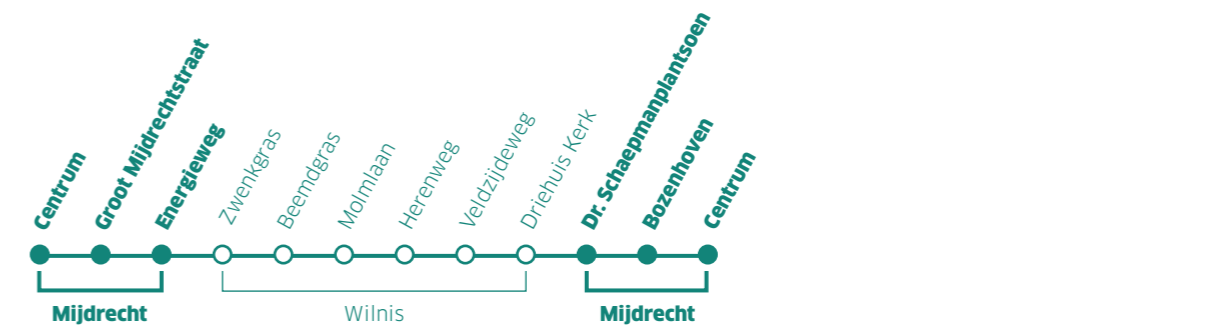 Centrum
Groot Mijdrechtstraat
Energieweg
Zwenkgras
Beemdgras
Molmlaan
Herenweg
Veldzijdeweg
Driehuis Kerk
Dr. Schaepmanplantsoen
Bozenhoven
Centrum
Mijdrecht
Wilnis
Mijdrecht